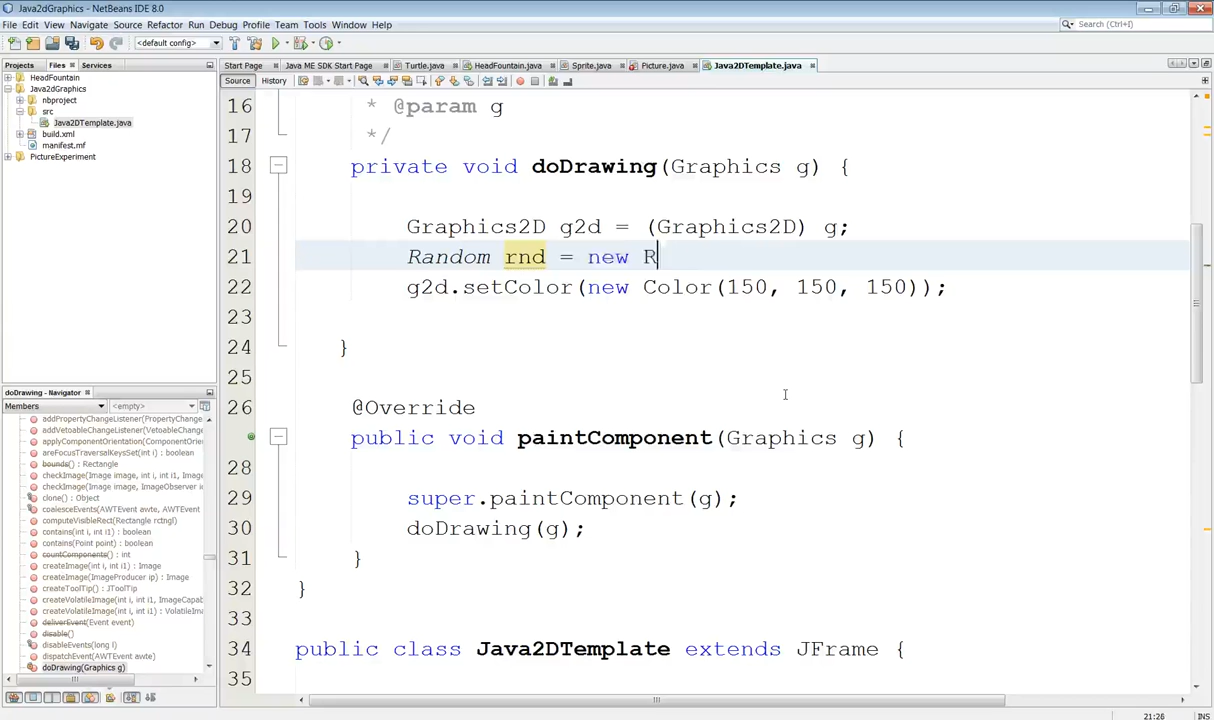 Java2dGraphics - NetBeans IDE 8.0
File Edit View Navigate Source Refactor Run Debug Profile Team Tools Window Help
Search (Ctrl+I)
<default config>
Projects Files Services
Start Page Java ME SDK Start Page Turtle.java HeadFountain.java Sprite.java Picture.java Java2DTemplate.java
Source History
HeadFountain
Java2dGraphics
nbproject
src
Java2DTemplate.java
build.xml
manifest.mf
PictureExperiment
16 * @param g
17 */
18 private void doDrawing(Graphics g) {
19
20 Graphics2D g2d = (Graphics2D) g;
21 Random rnd = new R
22 g2d.setColor(new Color(150, 150, 150));
23
24 }
25
26 @Override
public void paintComponent(Graphics g) {
28
29 super.paintComponent(g);
30 doDrawing(g);
31 }
32 }
33
34 public class Java2DTemplate extends JFrame {
35
doDrawing - Navigator
Members <empty>
addPropertyChangeListener(PropertyChange
addVetoableChangeListener(VetoableChange
applyComponentOrientation(ComponentOrien
areFocusTraversalKeysSet(int i) : boolean
bounds() : Rectangle
checkImage(Image image, int i, int i1, Imag
checkImage(Image image, ImageObserver i
clone() : Object
coalesceEvents(AWTEvent awte, AWTEvent
computeVisibleRect(Rectangle rctngl)
contains(int i, int i1) : boolean
contains(Point point) : boolean
countComponents() : int
createImage(int i, int i1) : Image
createImage(ImageProducer ip) : Image
createToolTip() : JToolTip
createVolatileImage(int i, int i1) : VolatileImage
createVolatileImage(int i, int i1, ImageCapab
deliverEvent(Event event)
disable()
disableEvents(long l)
dispatchEvent(AWTEvent awte)
doDrawing(Graphics g)
21:28 INS